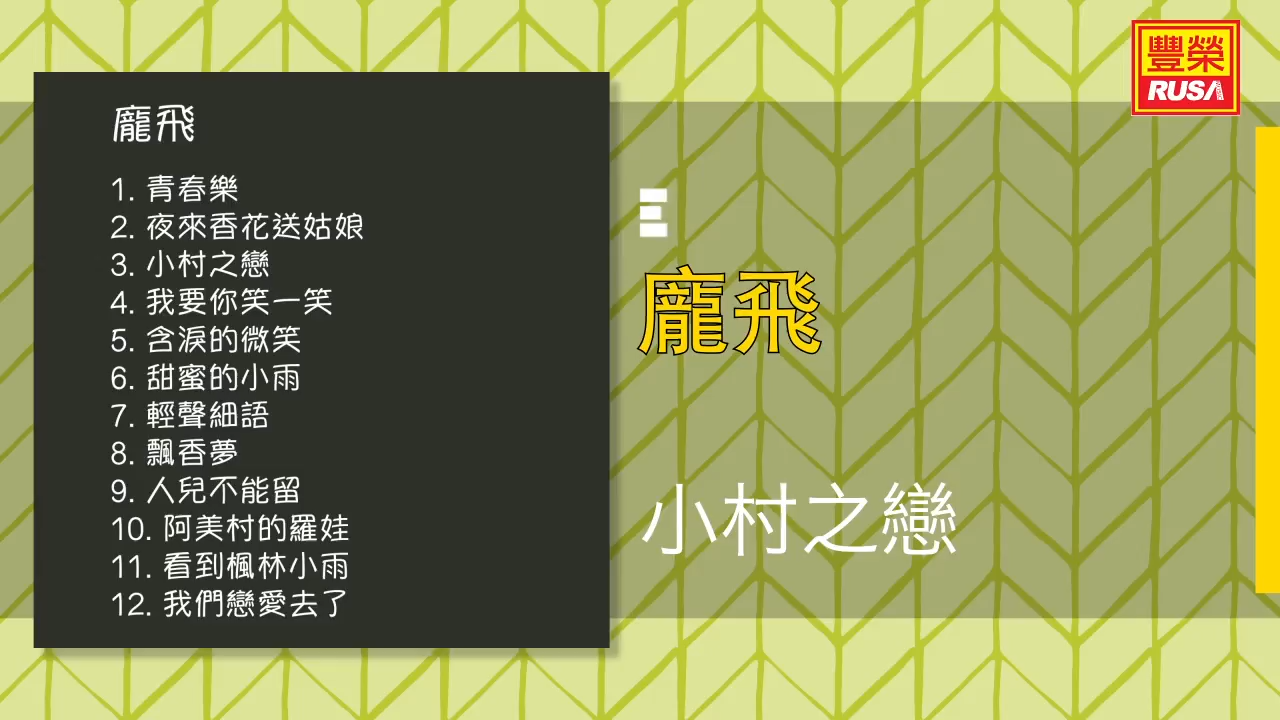 龐飛
1. 青春樂
2. 夜來香花送姑娘
3. 小村之戀
4. 我要你笑一笑
5. 含淚的微笑
6. 甜蜜的小雨
7. 輕聲細語
8. 飄香夢
9. 人兒不能留
10. 阿美村的羅娃
11. 看到楓林小雨
12. 我們戀愛去了
龐飛
小村之戀
豐榮
RUSA